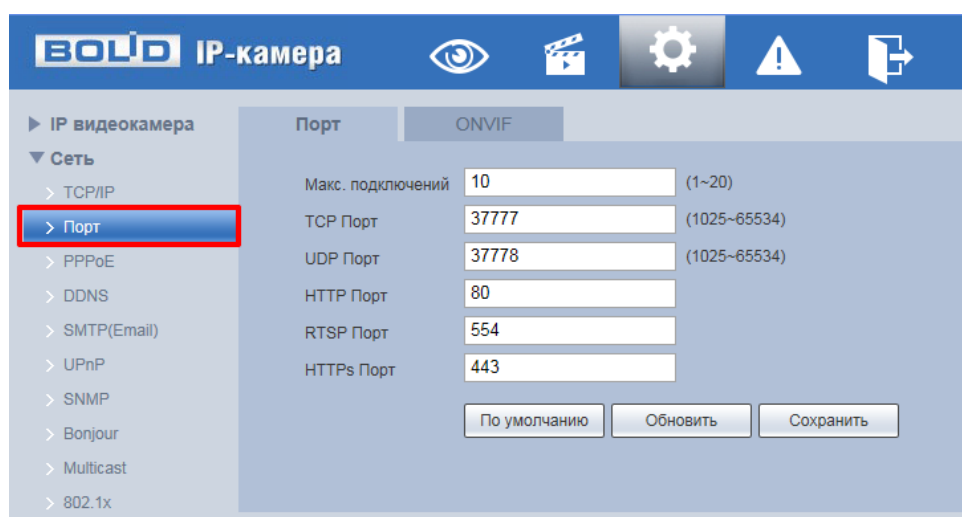 BOLID IP-камера
IP видеокамера
Сеть
TCP/IP
Порт
PPPoE
DDNS
SMTP(Email)
UPnP
SNMP
Bonjour
Multicast
802.1x
Порт ONVIF
Макс. подключений 10 (1~20)
TCP Порт 37777 (1025~65534)
UDP Порт 37778 (1025~65534)
HTTP Порт 80
RTSP Порт 554
HTTPs Порт 443
По умолчанию Обновить Сохранить